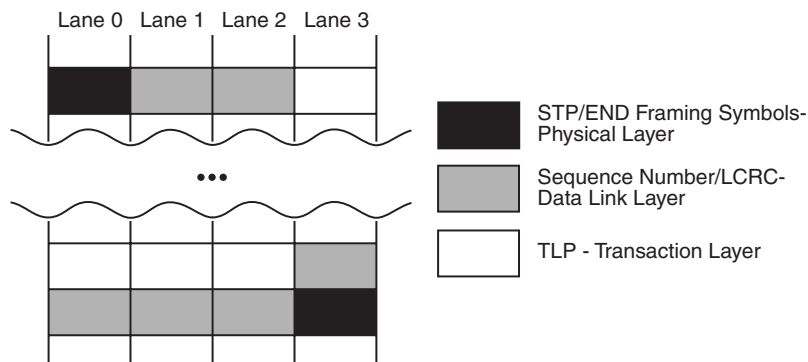 Lane 0 Lane 1 Lane 2 Lane 3
STP/END Framing Symbols-
Physical Layer
Sequence Number/LCRC-
Data Link Layer
TLP - Transaction Layer